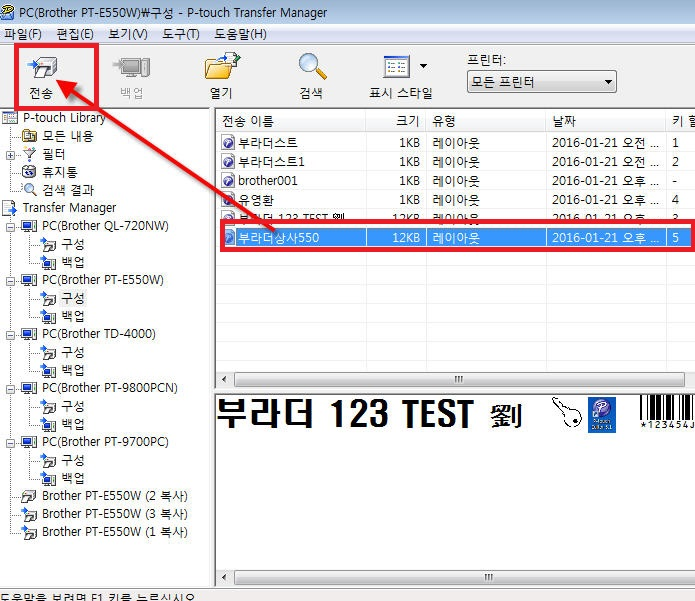 PC(Brother PT-E550W)₩구성 - P-touch Transfer Manager
파일(F) 편집(E) 보기(V) 도구(T) 도움말(H)
전송 백업 열기 검색 표시 스타일
프린터:
모든 프린터
P-touch Library
모든 내용
필터
휴지통
검색 결과
Transfer Manager
PC(Brother QL-720NW)
구성
백업
PC(Brother PT-E550W)
구성
백업
PC(Brother TD-4000)
구성
백업
PC(Brother PT-9800PCN)
구성
백업
PC(Brother PT-9700PC)
구성
백업
Brother PT-E550W (2 복사)
Brother PT-E550W (3 복사)
Brother PT-E550W (1 복사)
전송 이름 크기 유형 날짜 키
부라더스트 1KB 레이아웃 2016-01-21 오전 ... 1
부라더스트1 1KB 레이아웃 2016-01-21 오전 ... 2
brother001 1KB 레이아웃 2016-01-21 오후 ... -
유영환 1KB 레이아웃 2016-01-21 오후 ... 4
부라더 123 TEST 劉 12KB 레이아웃 2016-01-21 오후 ... 3
부라더상사550 12KB 레이아웃 2016-01-21 오후 ... 5
부라더 123 TEST 劉
P-touch
*123454
도움말을 보려면 F1 키를 누르십시오